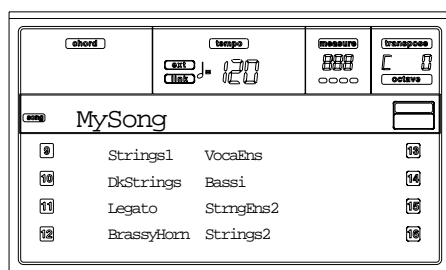 chord tempo measure transpose
ext link = 120 888 C 0
octave
song MySong
9 Strings1 VocaEns 13
10 DkStrings Bassi 14
11 Legato StrngEns2 15
12 BrassyHorn Strings2 16